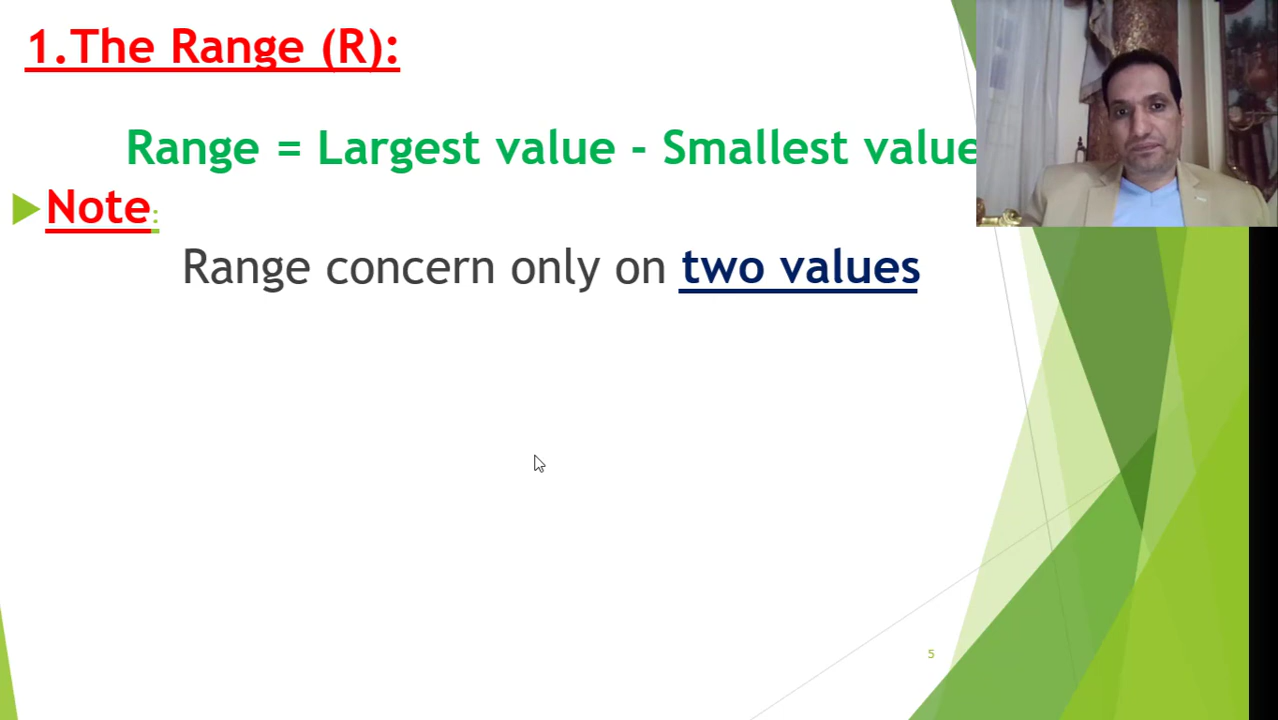 1.The Range (R):
Range = Largest value - Smallest value
Note:
Range concern only on two values
5